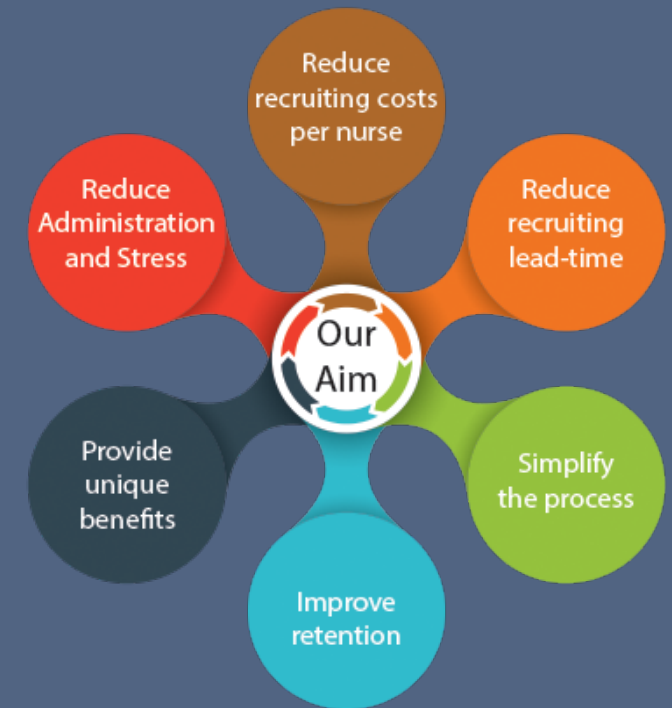 Reduce
recruiting costs
per nurse
Reduce
Administration
and Stress
Reduce
recruiting
lead-time
Our
Aim
Provide
unique
benefits
Simplify
the process
Improve
retention